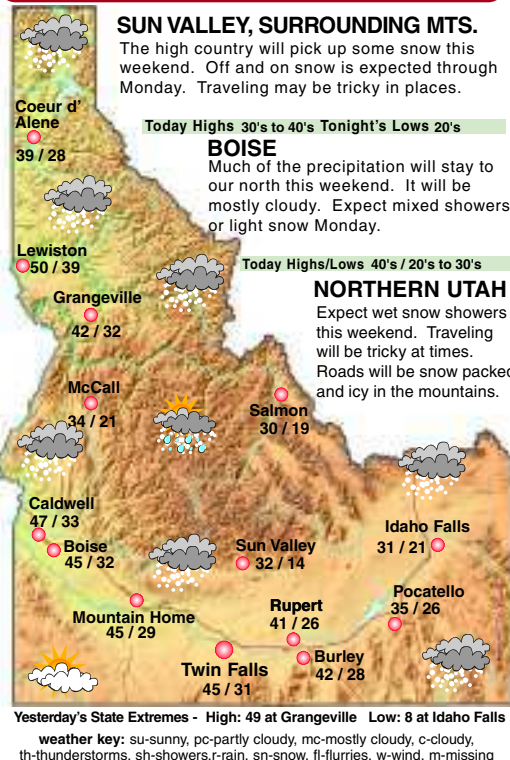 SUN VALLEY, SURROUNDING MTS.
The high country will pick up some snow this
weekend. Off and on snow is expected through
Monday. Traveling may be tricky in places.
Today Highs 30's to 40's Tonight's Lows 20's
BOISE
Much of the precipitation will stay to
our north this weekend. It will be
mostly cloudy. Expect mixed showers
or light snow Monday.
Today Highs/Lows 40's / 20's to 30's
NORTHERN UTAH
Expect wet snow showers
this weekend. Traveling
will be tricky at times.
Roads will be snow packed
and icy in the mountains.
Coeur d'
Alene
39 / 28
Lewiston
50 / 39
Grangeville
42 / 32
McCall
34 / 21
Salmon
30 / 19
Caldwell
47 / 33
Boise
45 / 32
Sun Valley
32 / 14
Idaho Falls
31 / 21
Mountain Home
45 / 29
Rupert
41 / 26
Pocatello
35 / 26
Twin Falls
45 / 31
Burley
42 / 28
Yesterday's State Extremes - High: 49 at Grangeville Low: 8 at Idaho Falls
weather key: su-sunny, pc-partly cloudy, mc-mostly cloudy, c-cloudy,
th-thunderstorms, sh-showers,r-rain, sn-snow, fl-flurries, w-wind, m-missing